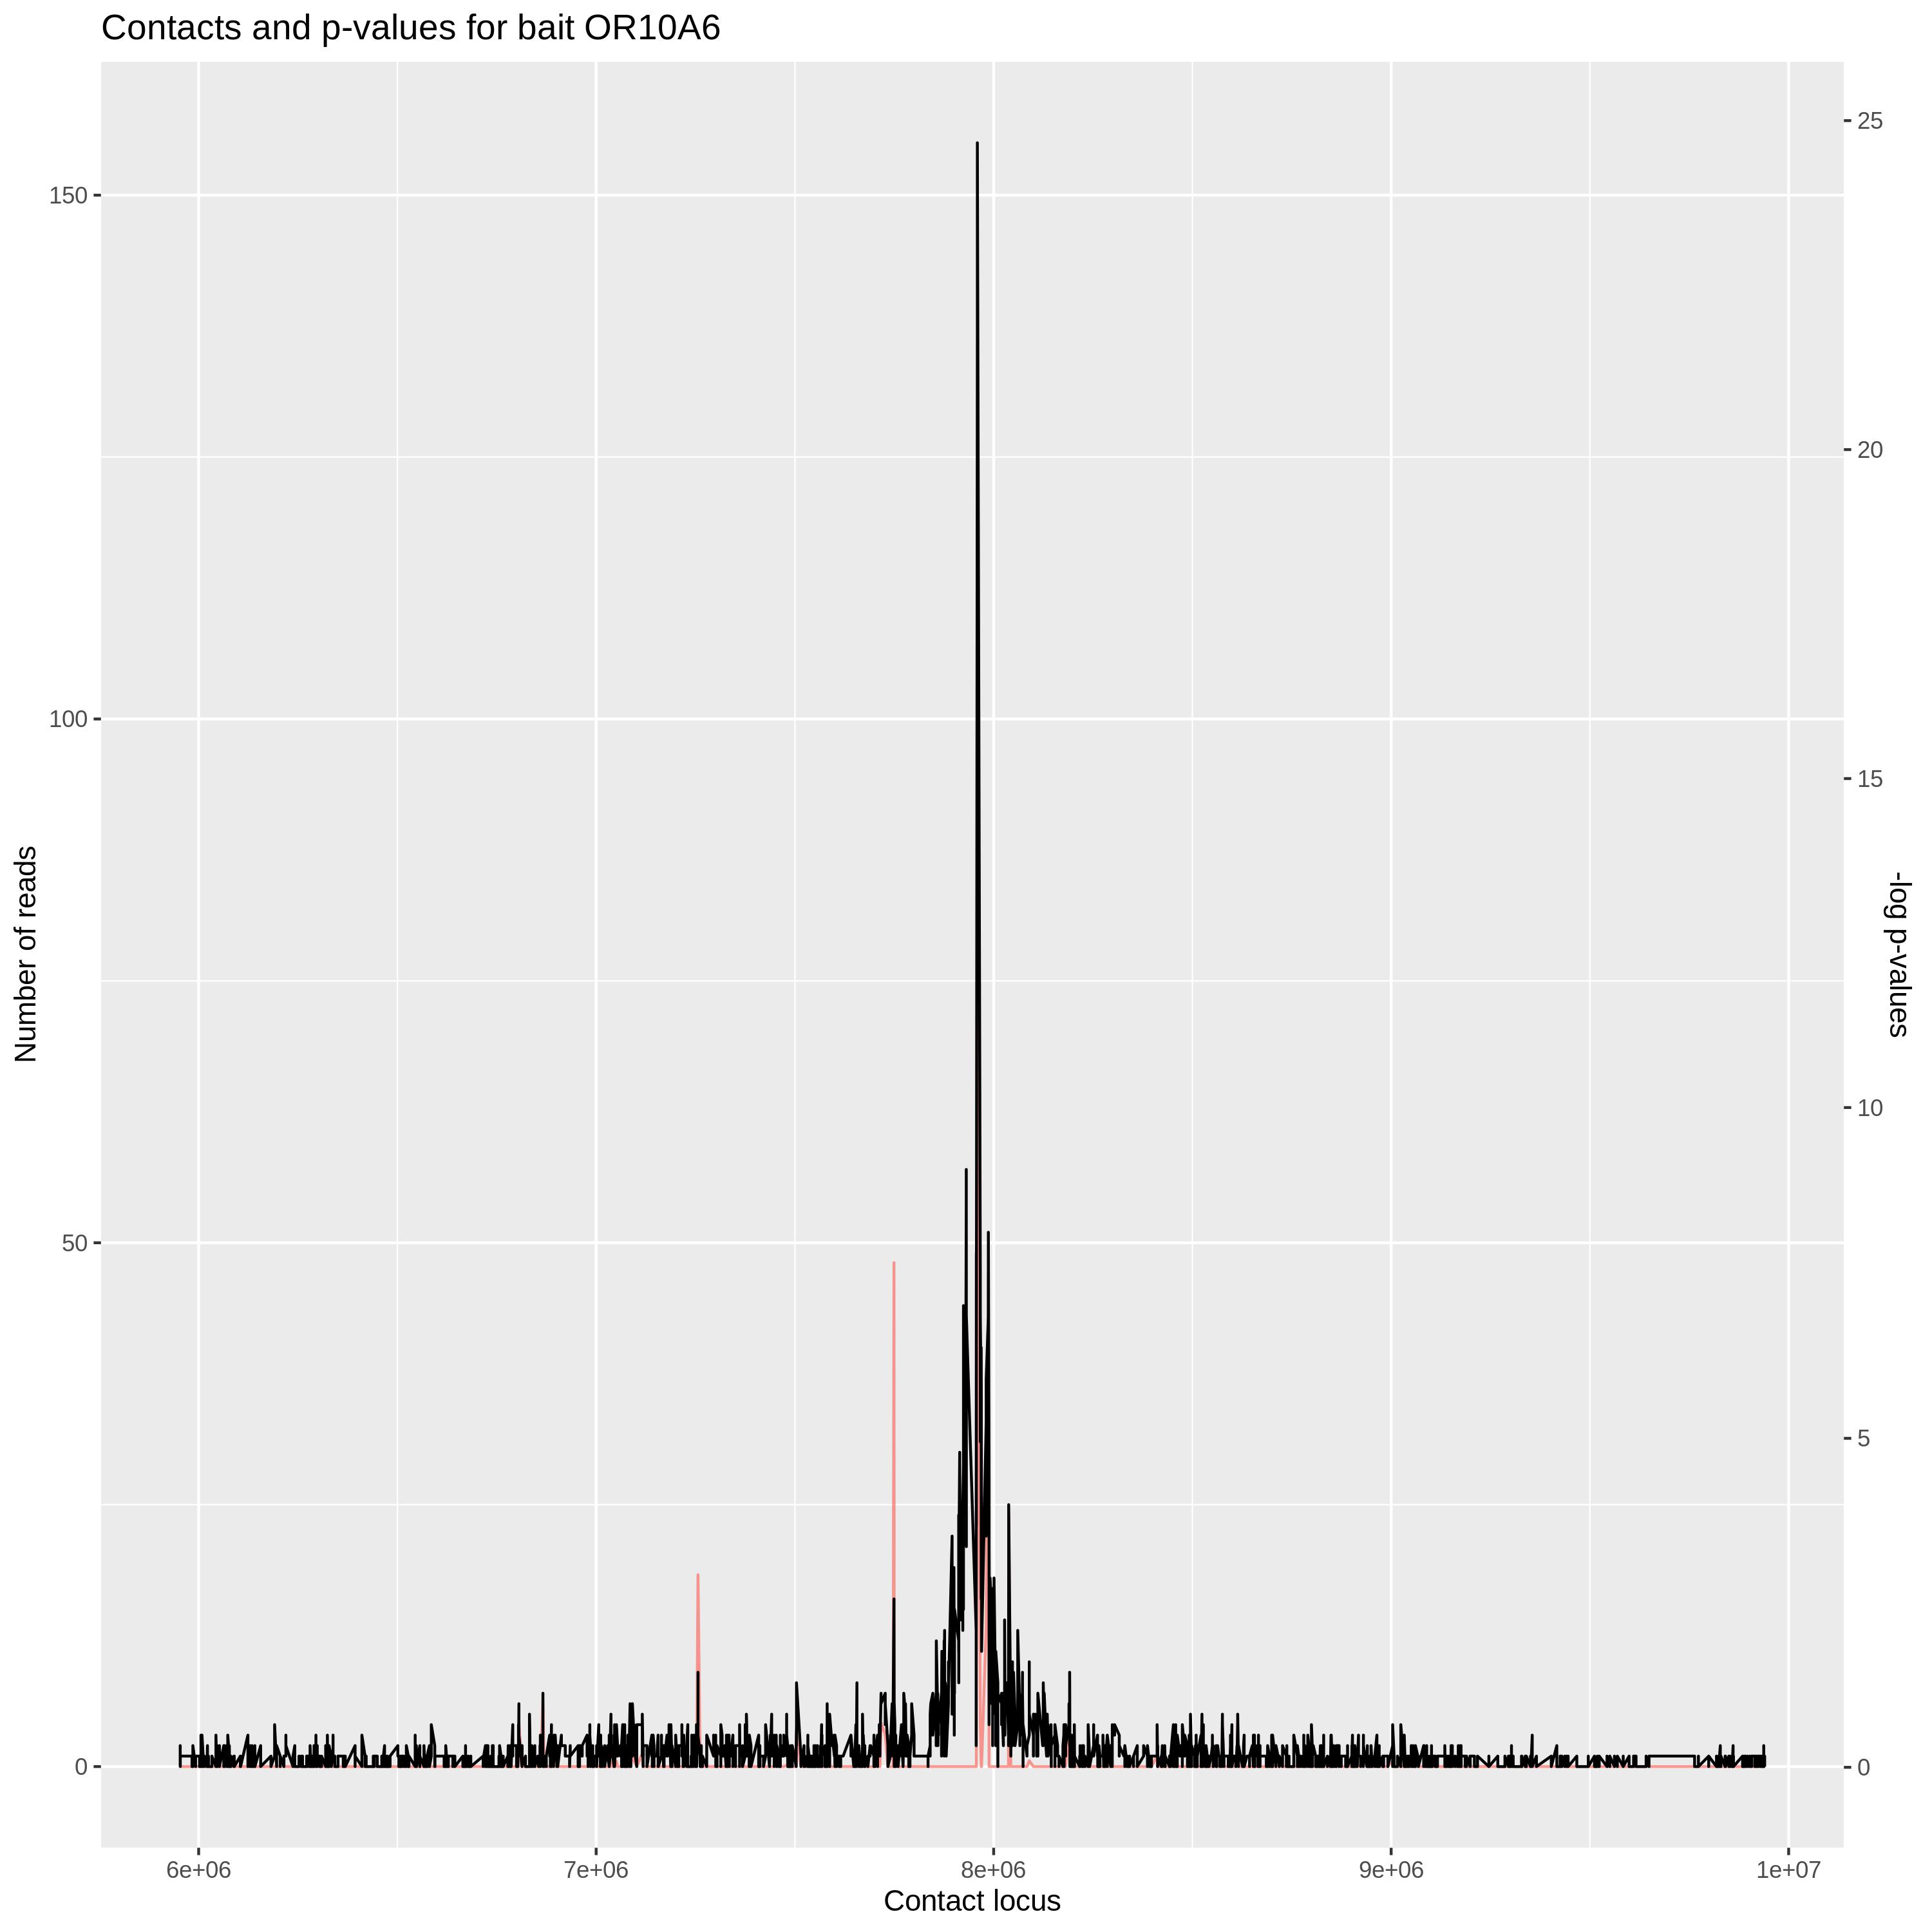 Contacts and p-values for bait OR10A6
150
100
50
0
Number of reads
25
20
15
10
5
0
-log p-values
6e+06
7e+06
8e+06
9e+06
1e+07
Contact locus